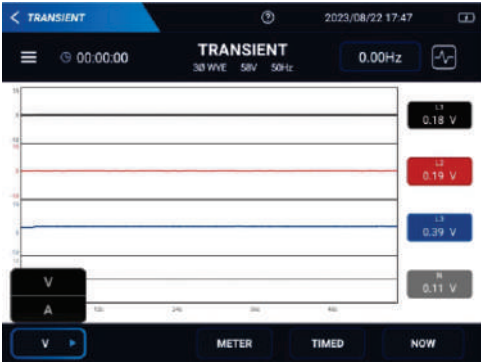 TRANSIENT
2023/08/22 17:47
00:00:00
TRANSIENT
3Ø WYE 58V 50Hz
0.00Hz
L1
0.18 V
L2
0.19 V
L3
0.39 V
N
0.11 V
V
A
V
METER
TIMED
NOW